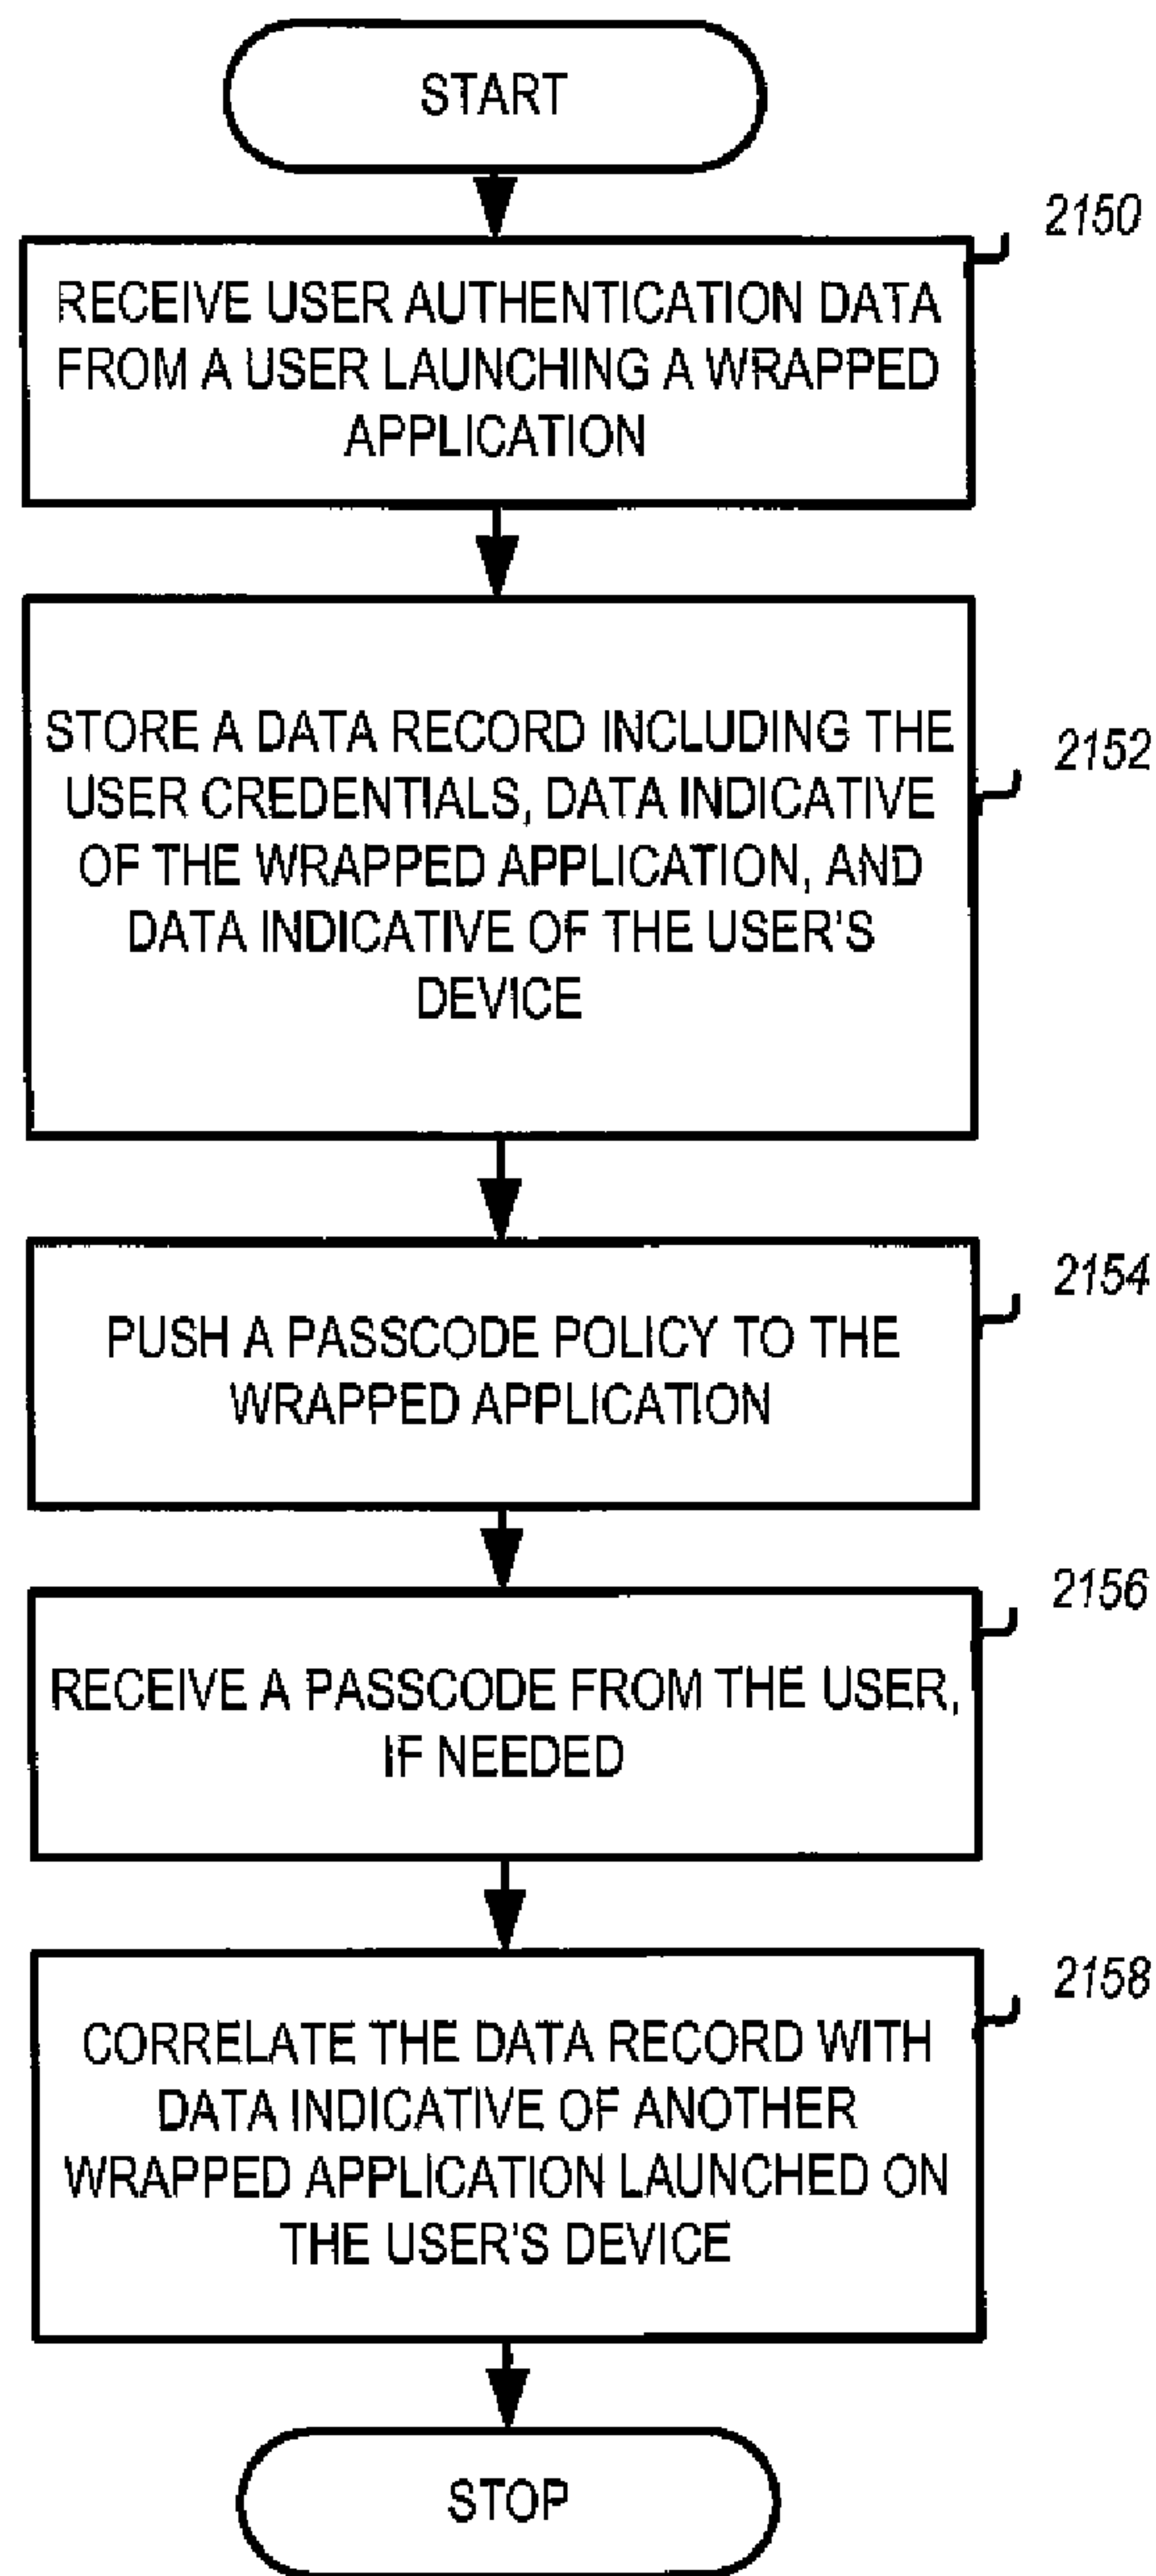 START
2150
RECEIVE USER AUTHENTICATION DATA
FROM A USER LAUNCHING A WRAPPED
APPLICATION
2152
STORE A DATA RECORD INCLUDING THE
USER CREDENTIALS, DATA INDICATIVE
OF THE WRAPPED APPLICATION, AND
DATA INDICATIVE OF THE USER'S
DEVICE
2154
PUSH A PASSCODE POLICY TO THE
WRAPPED APPLICATION
2156
RECEIVE A PASSCODE FROM THE USER,
IF NEEDED
2158
CORRELATE THE DATA RECORD WITH
DATA INDICATIVE OF ANOTHER
WRAPPED APPLICATION LAUNCHED ON
THE USER'S DEVICE
STOP